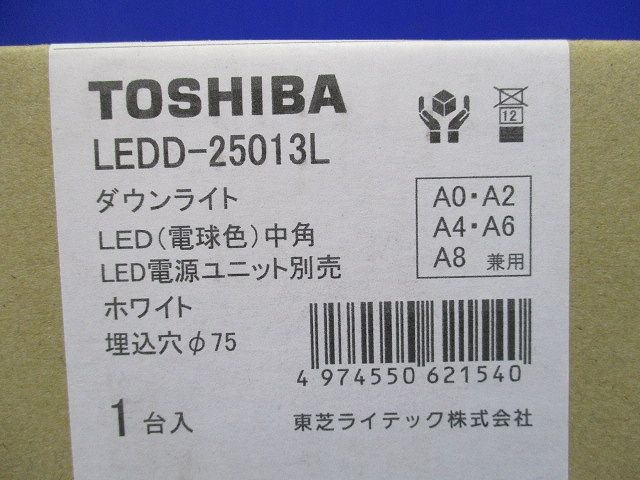 TOSHIBA
LEDD-25013L
ダウンライト
LED(電球色)中角
LED電源ユニット別売
ホワイト
埋込穴φ75
1台入
12
A0・A2
A4・A6
A8 兼用
4 974550 621540
東芝ライテック株式会社